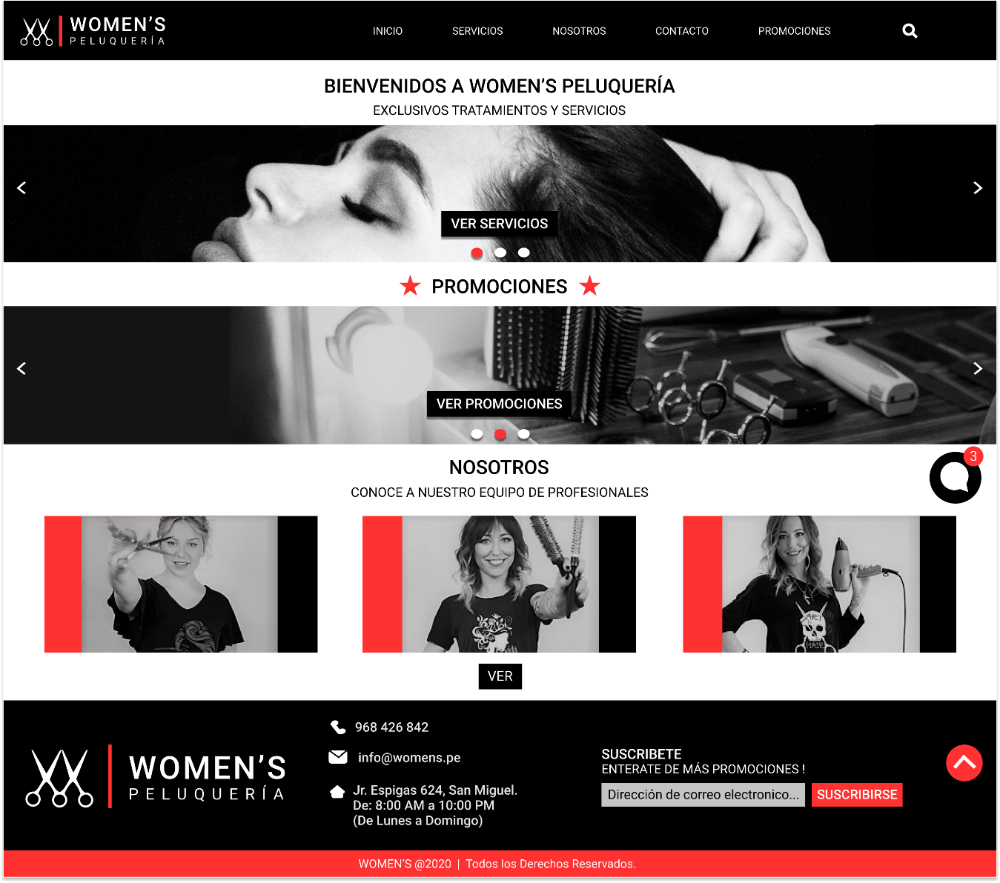 WOMEN'S
PELUQUERÍA
INICIO
SERVICIOS
NOSOTROS
CONTACTO
PROMOCIONES
BIENVENIDOS A WOMEN'S PELUQUERÍA
EXCLUSIVOS TRATAMIENTOS Y SERVICIOS
VER SERVICIOS
PROMOCIONES
VER PROMOCIONES
3
NOSOTROS
CONOCE A NUESTRO EQUIPO DE PROFESIONALES
ART
HAIR
VER
WOMEN'S
PELUQUERÍA
968 426 842
info@womens.pe
Jr. Espigas 624, San Miguel.
De: 8:00 AM a 10:00 PM
(De Lunes a Domingo)
SUSCRIBETE
ENTERATE DE MÁS PROMOCIONES !
Dirección de correo electronico...
SUSCRIBIRSE
WOMEN'S @2020 | Todos los Derechos Reservados.